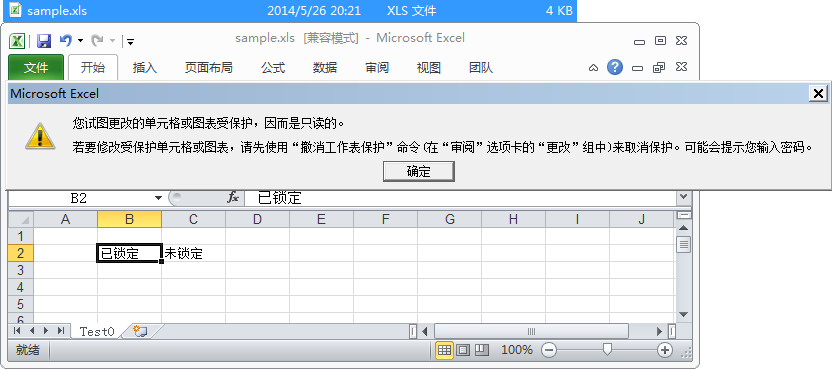 sample.xls 2014/5/26 20:21 XLS 文件 4 KB
sample.xls [兼容模式] - Microsoft Excel
文件 开始 插入 页面布局 公式 数据 审阅 视图 团队
Microsoft Excel
您试图更改的单元格或图表受保护，因而是只读的。
若要修改受保护单元格或图表，请先使用“撤消工作表保护”命令(在“审阅”选项卡的“更改”组中)来取消保护。可能会提示您输入密码。
确定
B2 fx 已锁定
A B C D E F G H I J
1
2 已锁定 未锁定
3
4
5
6
Test0
就绪 100%